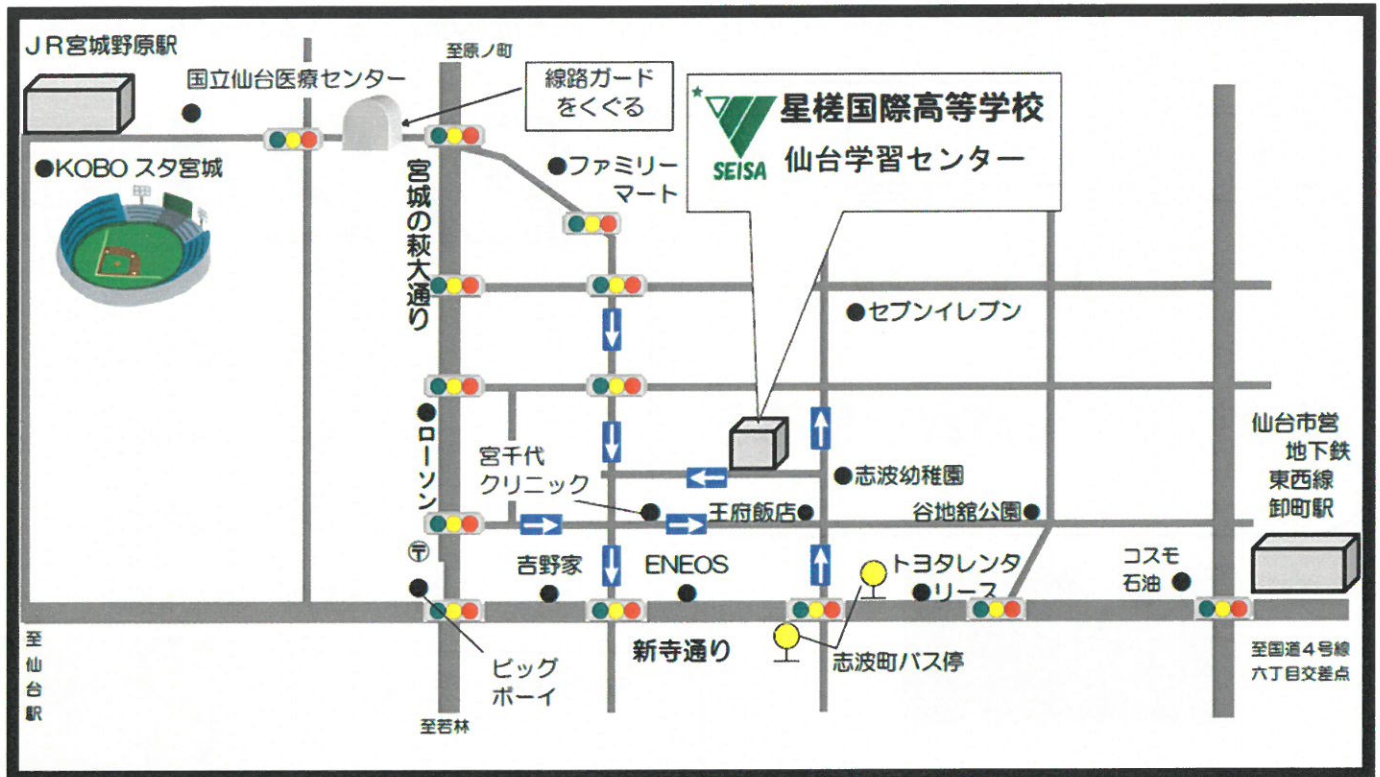 JR宮城野原駅
国立仙台医療センター
至原ノ町
線路ガード
をくぐる
星槎国際高等学校
仙台学習センター
SEISA
KOBO スタ宮城
宮城の萩大通り
ファミリー
マート
セブンイレブン
ローソン
宮千代
クリニック
志波幼稚園
仙台市営
地下鉄
東西線
卸町駅
王府飯店
谷地舘公園
〒
吉野家
ENEOS
トヨタレンタ
リース
コスモ
石油
至仙台駅
ビッグ
ボーイ
新寺通り
志波町バス停
至国道4号線
六丁目交差点
至若林